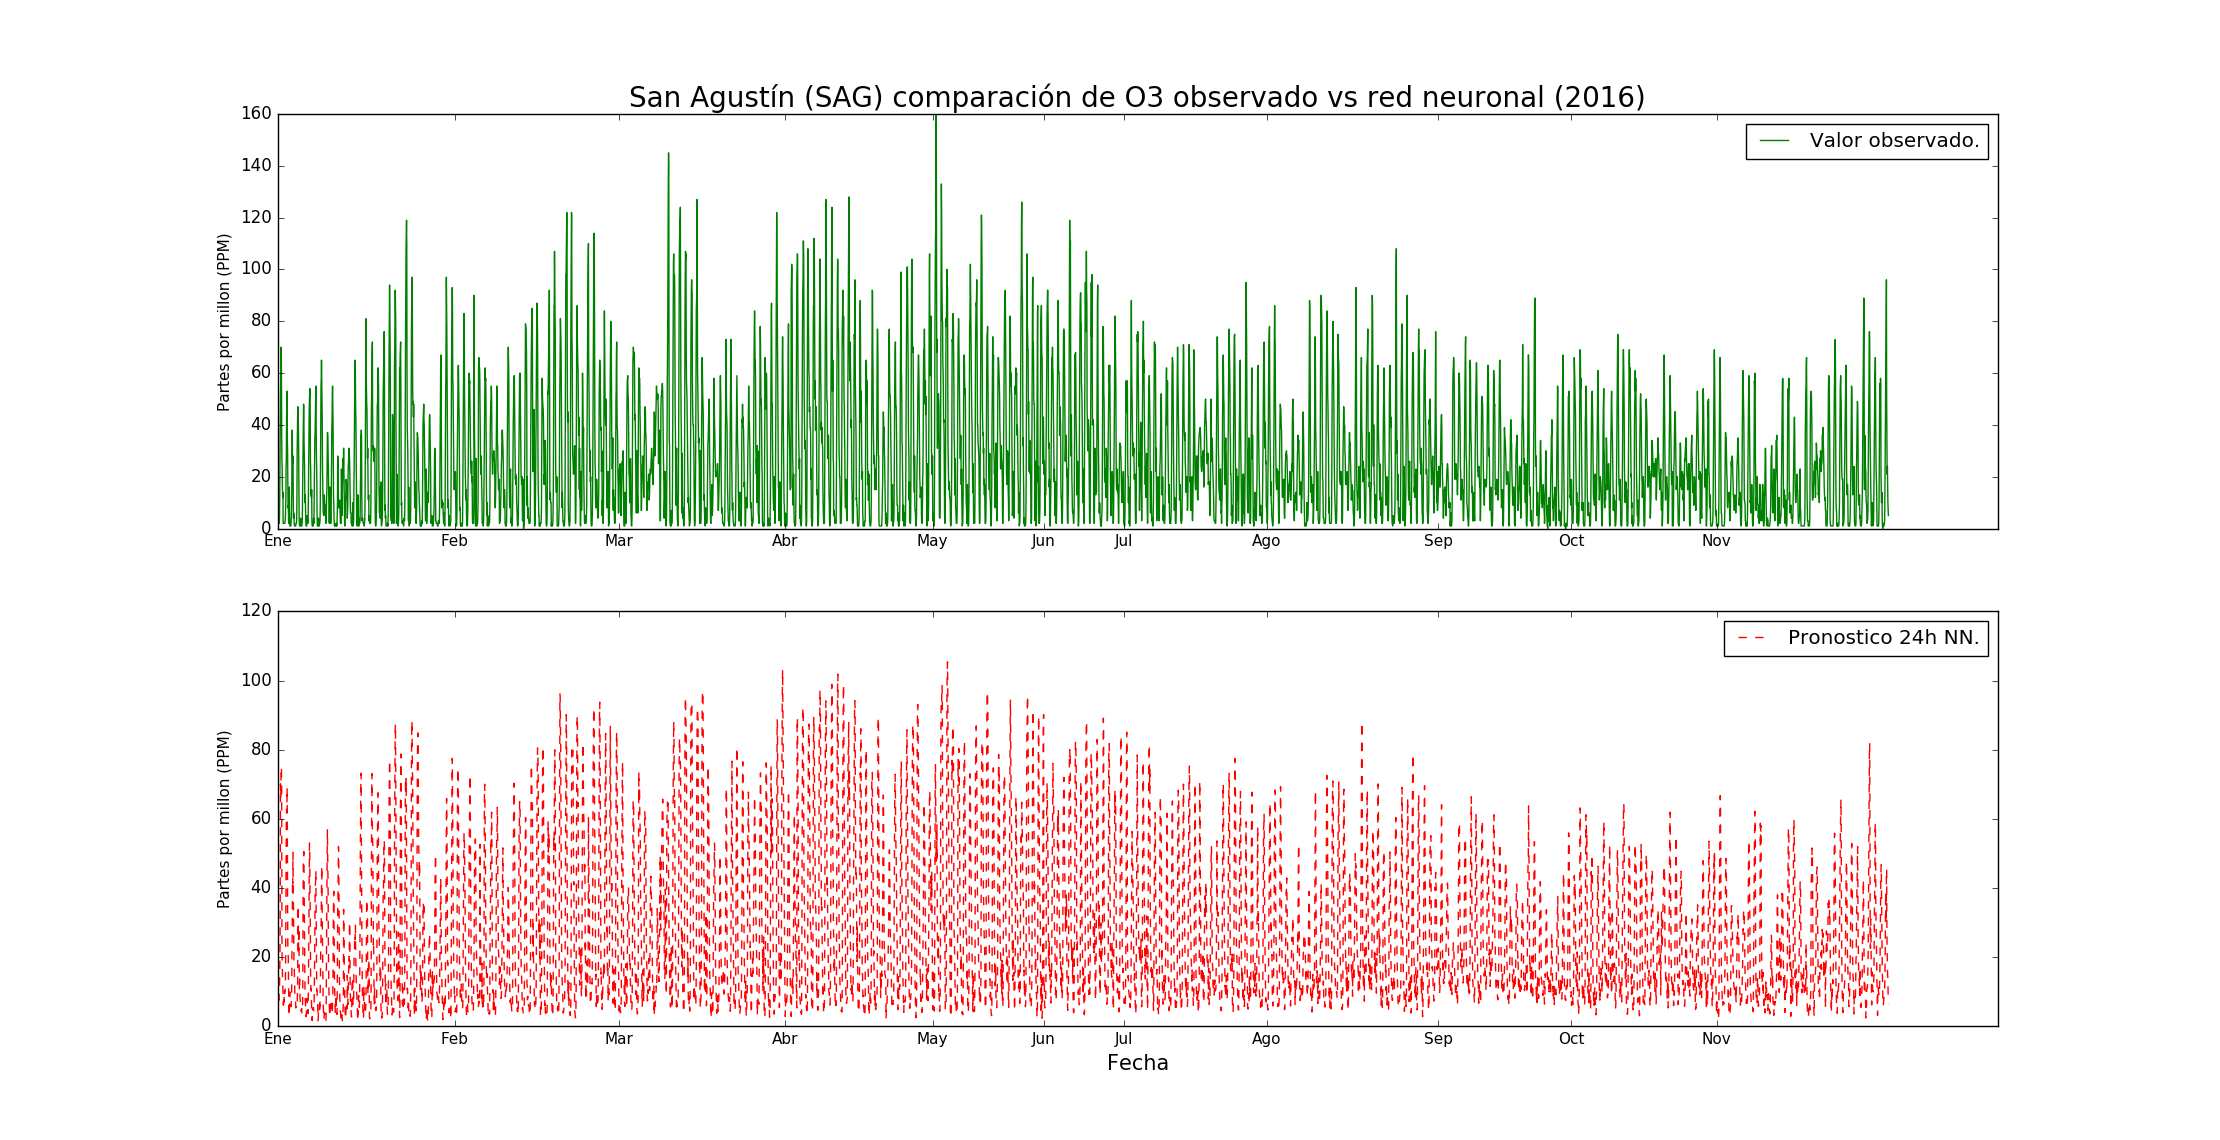 San Agustín (SAG) comparación de O3 observado vs red neuronal (2016)
160
140
120
100
80
60
40
20
0
Partes por millon (PPM)
Valor observado.
Ene Feb Mar Abr May Jun Jul Ago Sep Oct Nov
120
100
80
60
40
20
0
Partes por millon (PPM)
Pronostico 24h NN.
Ene Feb Mar Abr May Jun Jul Ago Sep Oct Nov
Fecha